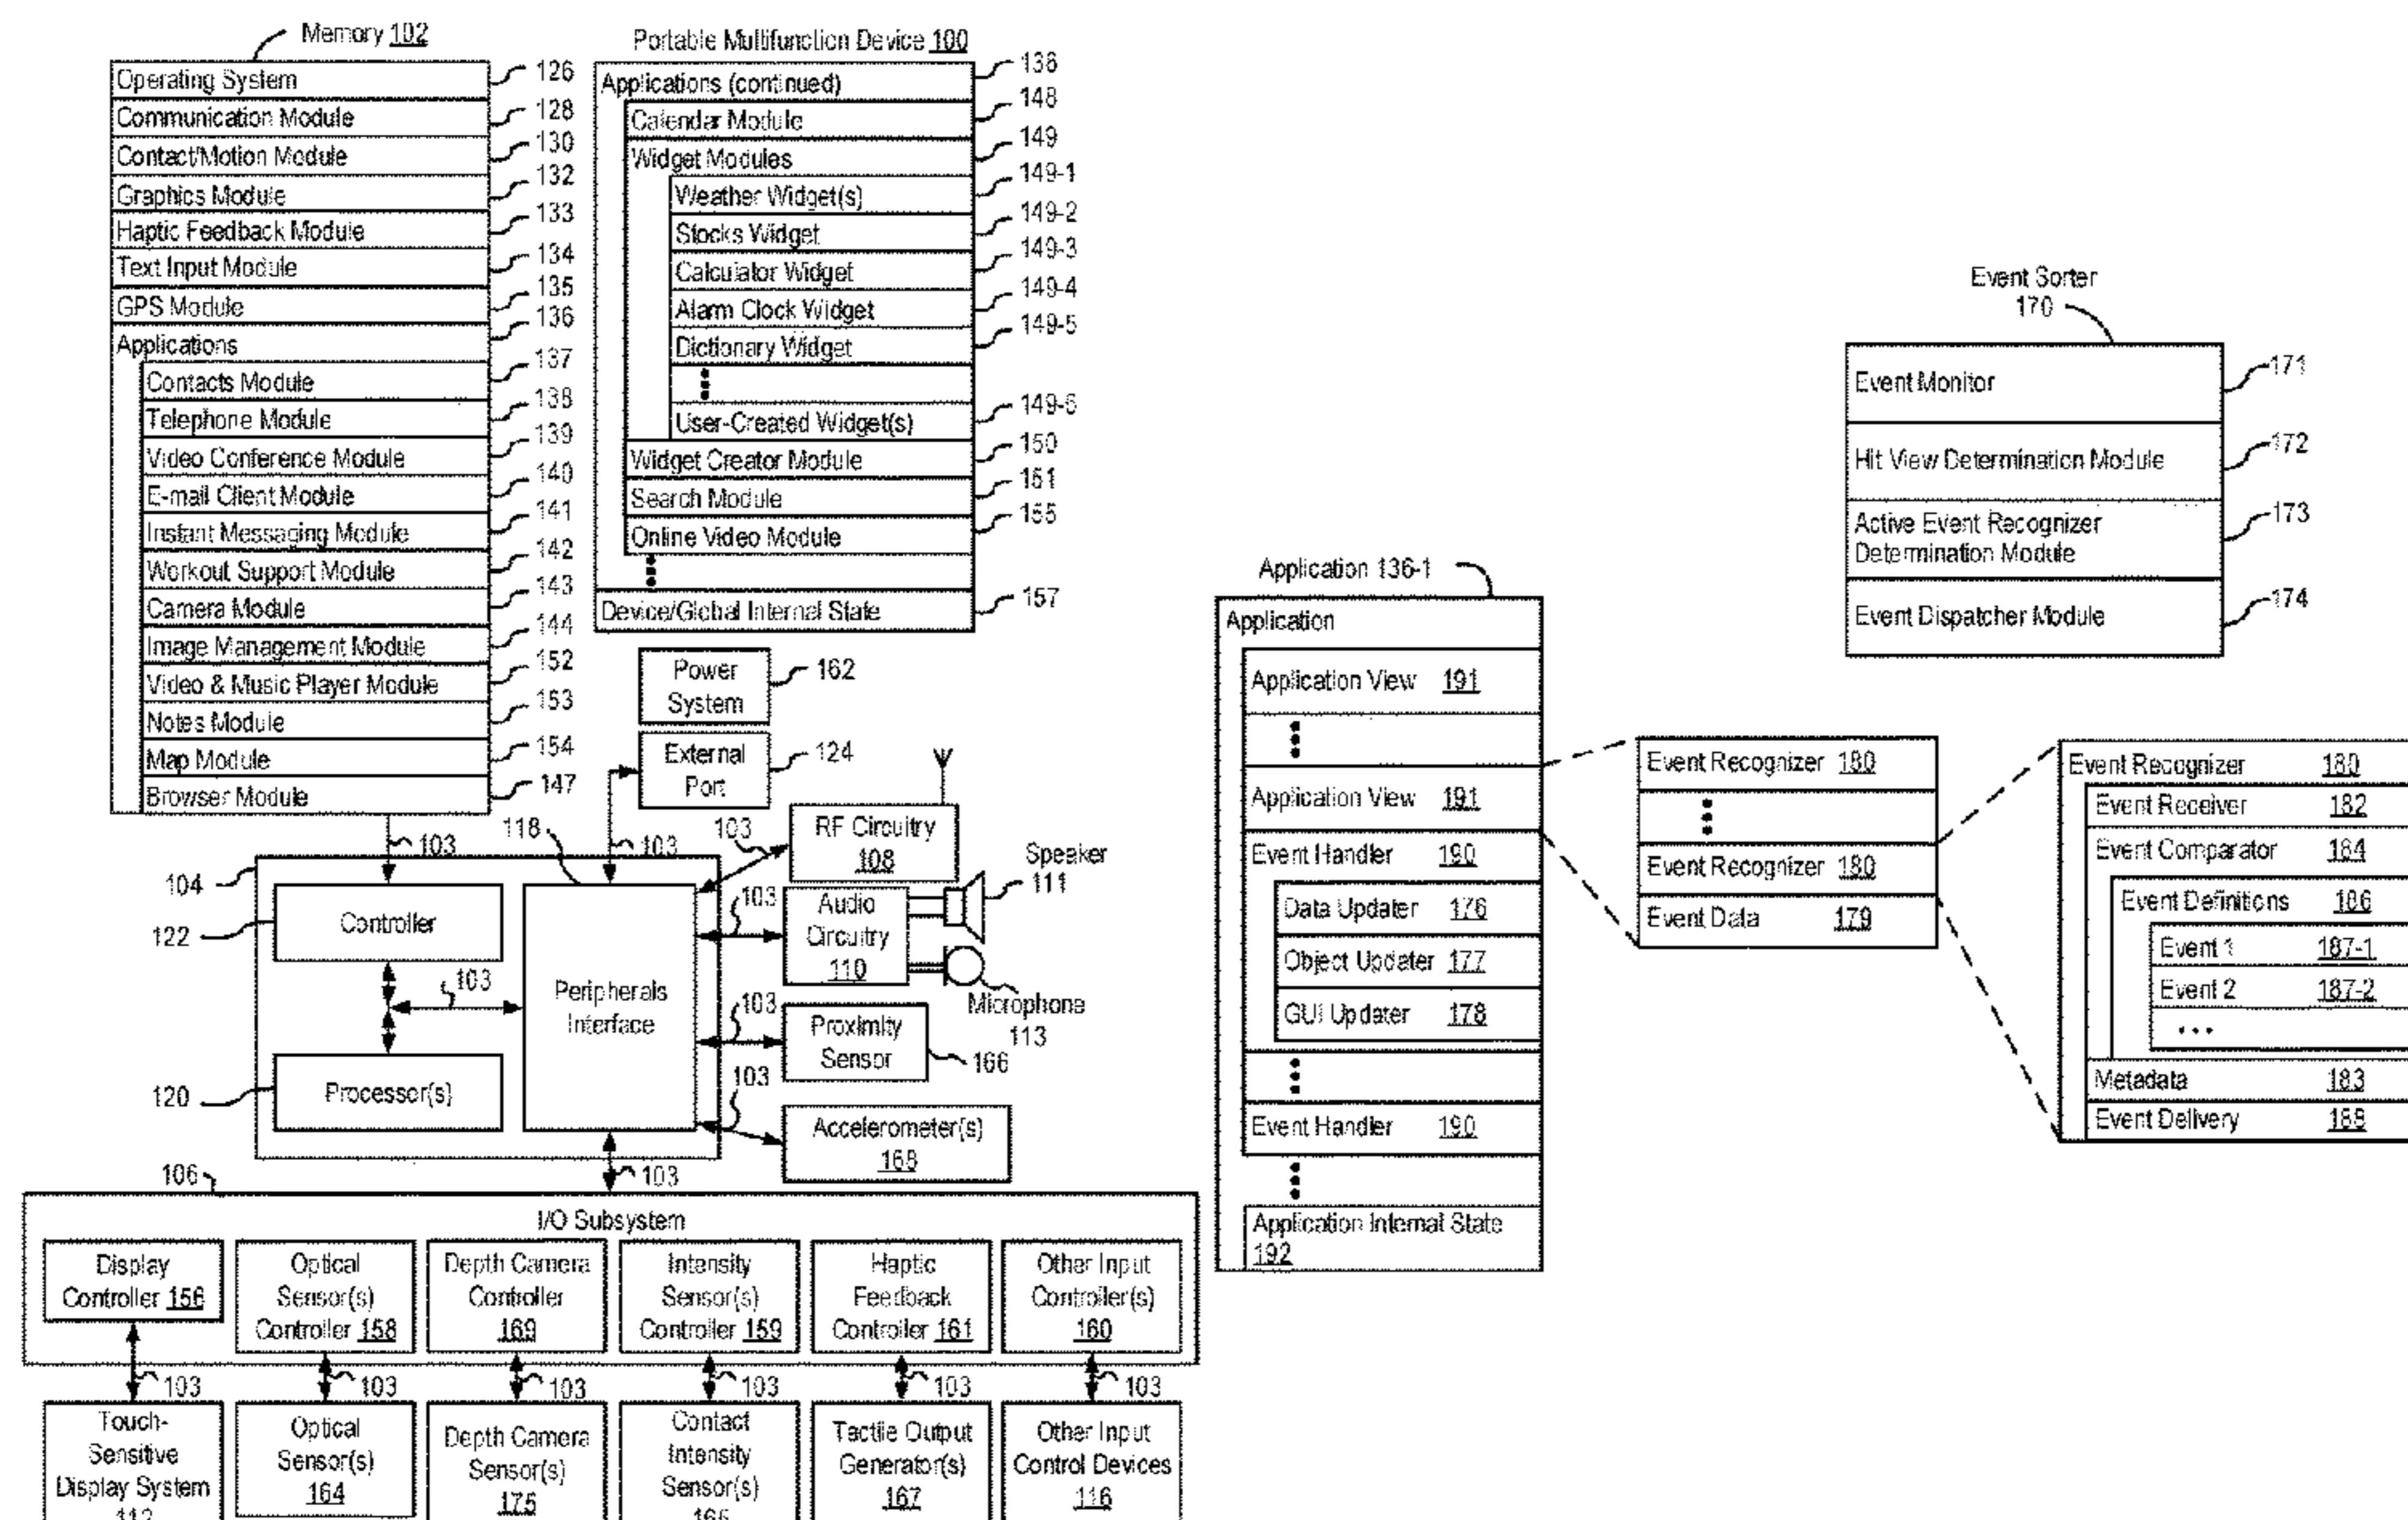 Memory 102
Operating System 126
Communication Module 128
Contact/Motion Module 130
Graphics Module 132
Haptic Feedback Module 133
Text Input Module 134
GPS Module 135
Applications 136
Contacts Module 137
Telephone Module 138
Video Conference Module 139
E-mail Client Module 140
Instant Messaging Module 141
Workout Support Module 142
Camera Module 143
Image Management Module 144
Video & Music Player Module 152
Notes Module 153
Map Module 154
Browser Module 147
Portable Multifunction Device 100
Applications (continued) 136
Calendar Module 148
Widget Modules 149
Weather Widget(s) 149-1
Stocks Widget 149-2
Calculator Widget 149-3
Alarm Clock Widget 149-4
Dictionary Widget 149-5
User-Created Widget(s) 149-6
Widget Creator Module 150
Search Module 151
Online Video Module 155
Device/Global Internal State 157
Power
System
162
External
Port
124
103
118
103
103
RF Circuitry
108
104
122
Controller
103
Peripherals
Interface
120
Processor(s)
103
Audio
Circuitry
110
Speaker
111
Microphone
113
103
Proximity
Sensor
166
103
Accelerometer(s)
168
103
106
I/O Subsystem
Display
Controller 156
Optical
Sensor(s)
Controller 158
Depth Camera
Controller
169
Intensity
Sensor(s)
Controller 159
Haptic
Feedback
Controller 161
Other Input
Controller(s)
160
103
103
103
103
103
103
Touch-
Sensitive
Display System
112
Optical
Sensor(s)
164
Depth Camera
Sensor(s)
175
Contact
Intensity
Sensor(s)
165
Tactile Output
Generator(s)
167
Other Input
Control Devices
116
Application 136-1
Application
Application View 191
Application View 191
Event Handler 190
Data Updater 176
Object Updater 177
GUI Updater 178
Event Handler 190
Application Internal State
192
Event Sorter
170
Event Monitor 171
Hit View Determination Module 172
Active Event Recognizer
Determination Module
173
Event Dispatcher Module 174
Event Recognizer 180
Event Recognizer 180
Event Data 179
Event Recognizer 180
Event Receiver 182
Event Comparator 184
Event Definitions 186
Event 1 187-1
Event 2 187-2
...
Metadata 183
Event Delivery 188